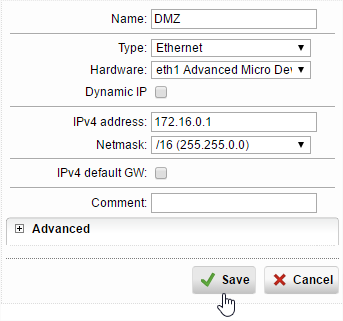 Name: DMZ
Type: Ethernet
Hardware: eth1 Advanced Micro Dev
Dynamic IP
IPv4 address: 172.16.0.1
Netmask: /16 (255.255.0.0)
IPv4 default GW:
Comment:
Advanced
Save Cancel